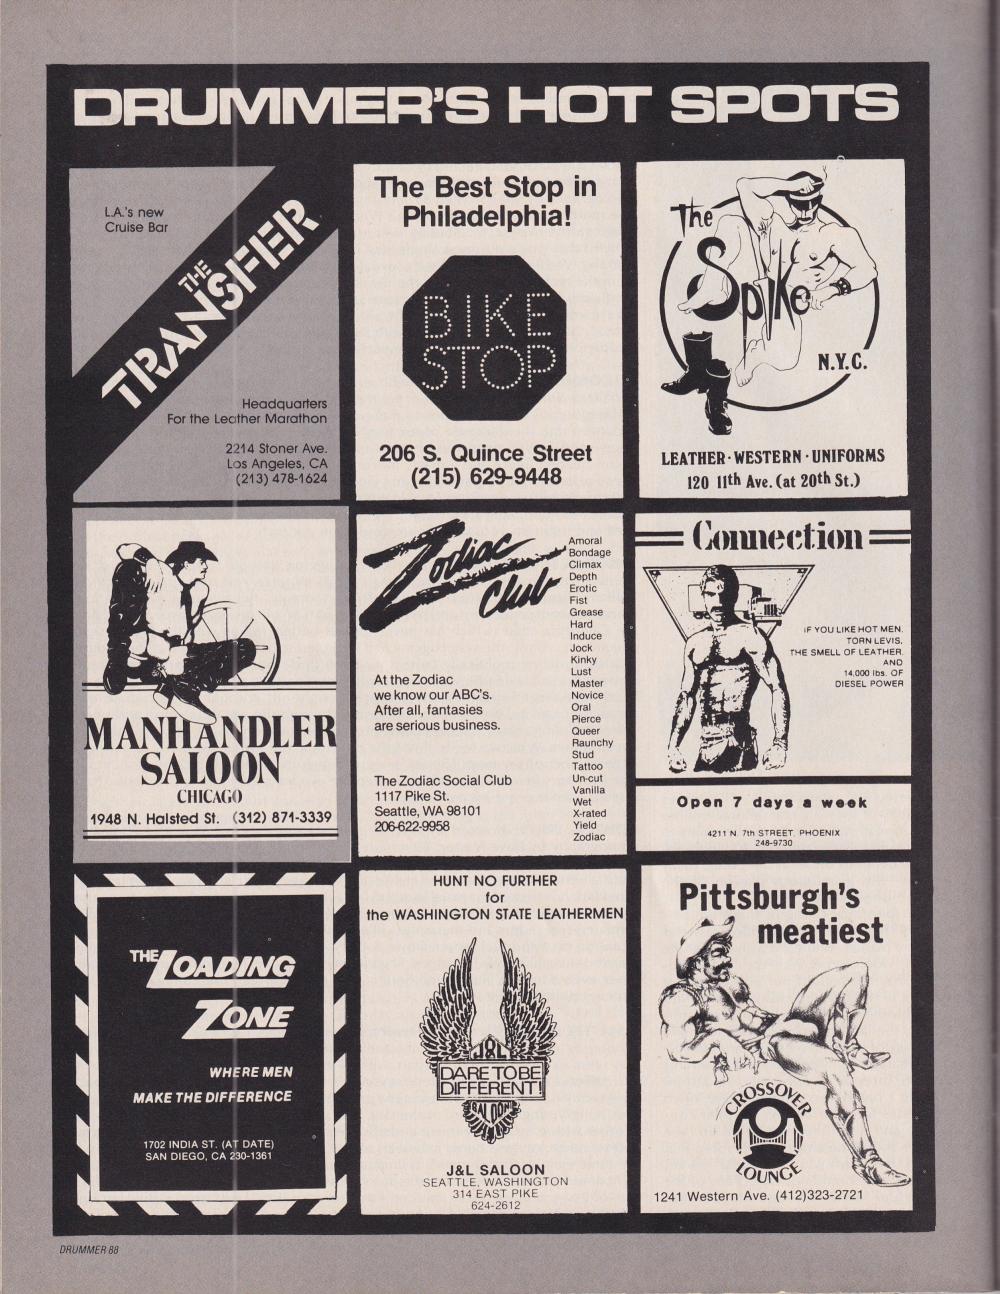 DRUMMER'S HOT SPOTS
L.A.'s new
Cruise Bar
THE
TRANSFER
Headquarters
For the Leather Marathon
2214 Stoner Ave.
Los Angeles, CA
(213) 478-1624
The Best Stop in
Philadelphia!
BIKE
STOP
206 S. Quince Street
(215) 629-9448
The
Spike
N.Y.C.
LEATHER · WESTERN · UNIFORMS
120 11th Ave. (at 20th St.)
MANHANDLER
SALOON
CHICAGO
1948 N. Halsted St. (312) 871-3339
Zodiac
Club
At the Zodiac
we know our ABC's.
After all, fantasies
are serious business.
The Zodiac Social Club
1117 Pike St.
Seattle, WA 98101
206-622-9958
Amoral
Bondage
Climax
Depth
Erotic
Fist
Grease
Hard
Induce
Jock
Kinky
Lust
Master
Novice
Oral
Pierce
Queer
Raunchy
Stud
Tattoo
Un-cut
Vanilla
Wet
X-rated
Yield
Zodiac
Connection
IF YOU LIKE HOT MEN,
TORN LEVIS,
THE SMELL OF LEATHER,
AND
14,000 lbs. OF
DIESEL POWER
Open 7 days a week
4211 N. 7th STREET, PHOENIX
248-9730
THE LOADING
ZONE
WHERE MEN
MAKE THE DIFFERENCE
1702 INDIA ST. (AT DATE)
SAN DIEGO, CA 230-1361
HUNT NO FURTHER
for
the WASHINGTON STATE LEATHERMEN
J&L
DARE TO BE
DIFFERENT!
SALOON
J&L SALOON
SEATTLE, WASHINGTON
314 EAST PIKE
624-2612
Pittsburgh's
meatiest
CROSSOVER
LOUNGE
1241 Western Ave. (412)323-2721
DRUMMER 88